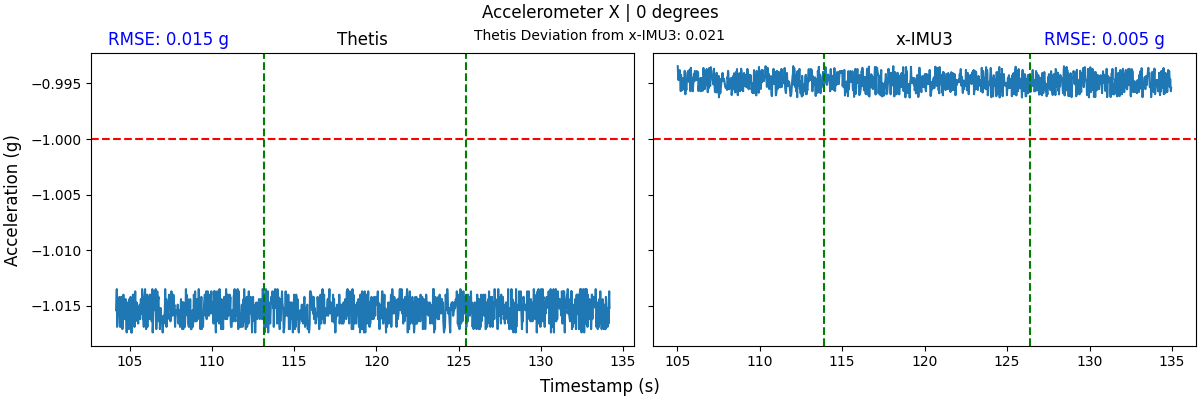 Accelerometer X | 0 degrees
RMSE: 0.015 g
Thetis
Thetis Deviation from x-IMU3: 0.021
x-IMU3
RMSE: 0.005 g
Acceleration (g)
−0.995
−1.000
−1.005
−1.010
−1.015
105 110 115 120 125 130 135
105 110 115 120 125 130 135
Timestamp (s)